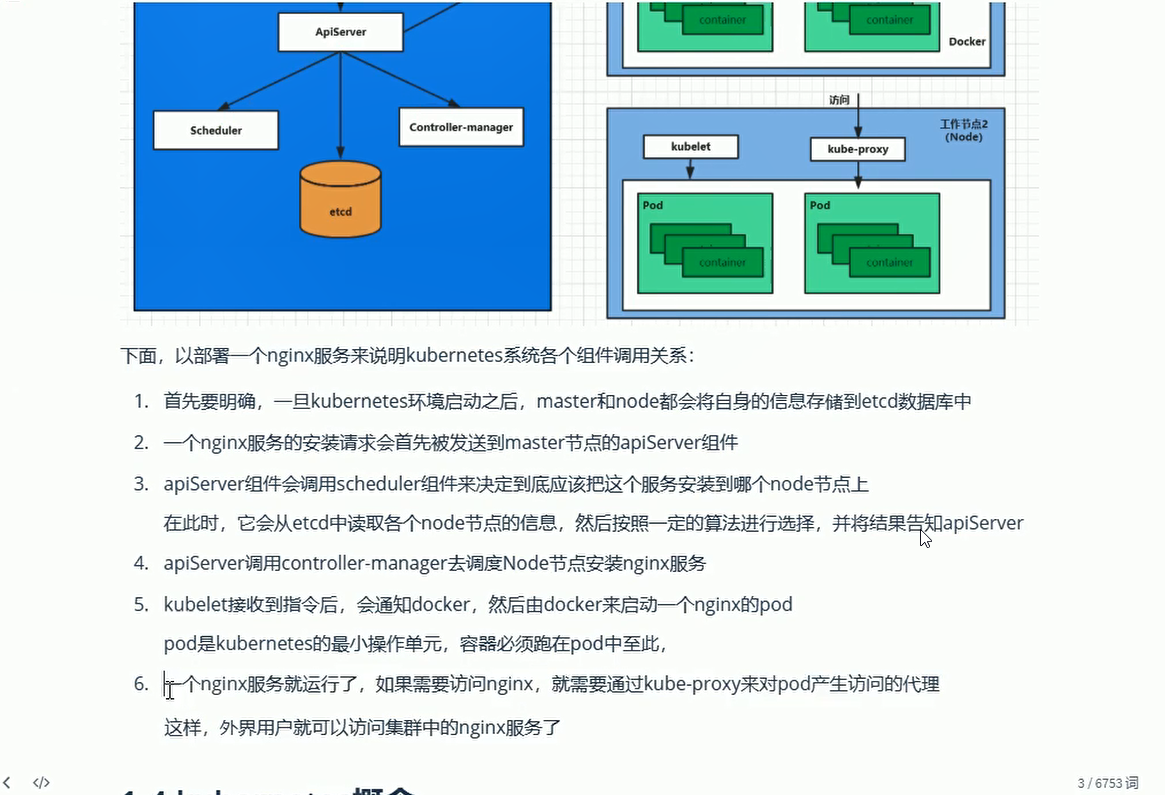 ApiServer
Scheduler
Controller-manager
etcd
container
container
Docker
访问
工作节点2
(Node)
kubelet
kube-proxy
Pod
Pod
container
container
下面，以部署一个nginx服务来说明kubernetes系统各个组件调用关系：
1. 首先要明确，一旦kubernetes环境启动之后，master和node都会将自身的信息存储到etcd数据库中
2. 一个nginx服务的安装请求会首先被发送到master节点的apiServer组件
3. apiServer组件会调用scheduler组件来决定到底应该把这个服务安装到哪个node节点上
在此时，它会从etcd中读取各个node节点的信息，然后按照一定的算法进行选择，并将结果告知apiServer
4. apiServer调用controller-manager去调度Node节点安装nginx服务
5. kubelet接收到指令后，会通知docker，然后由docker来启动一个nginx的pod
pod是kubernetes的最小操作单元，容器必须跑在pod中至此，
6. 一个nginx服务就运行了，如果需要访问nginx，就需要通过kube-proxy来对pod产生访问的代理
这样，外界用户就可以访问集群中的nginx服务了
</>
3 / 6753 词